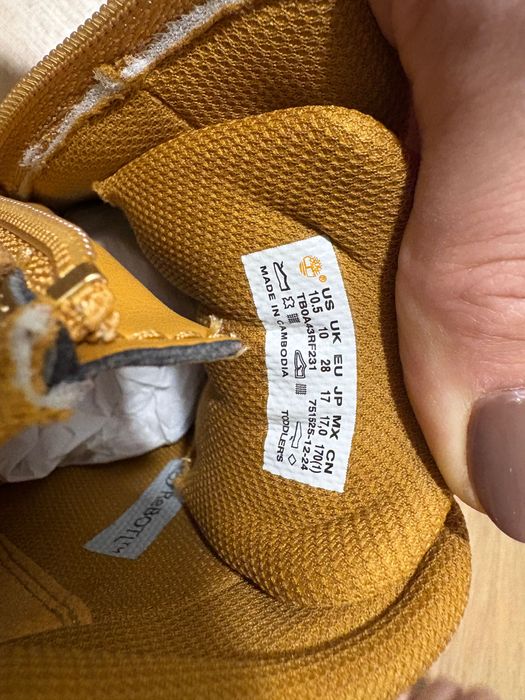 US UK EU JP MX CN
10.5 10 28 17 17,0 170(1)
TB0A43RF231 751525-12-24
MADE IN CAMBODIA TODDLERS